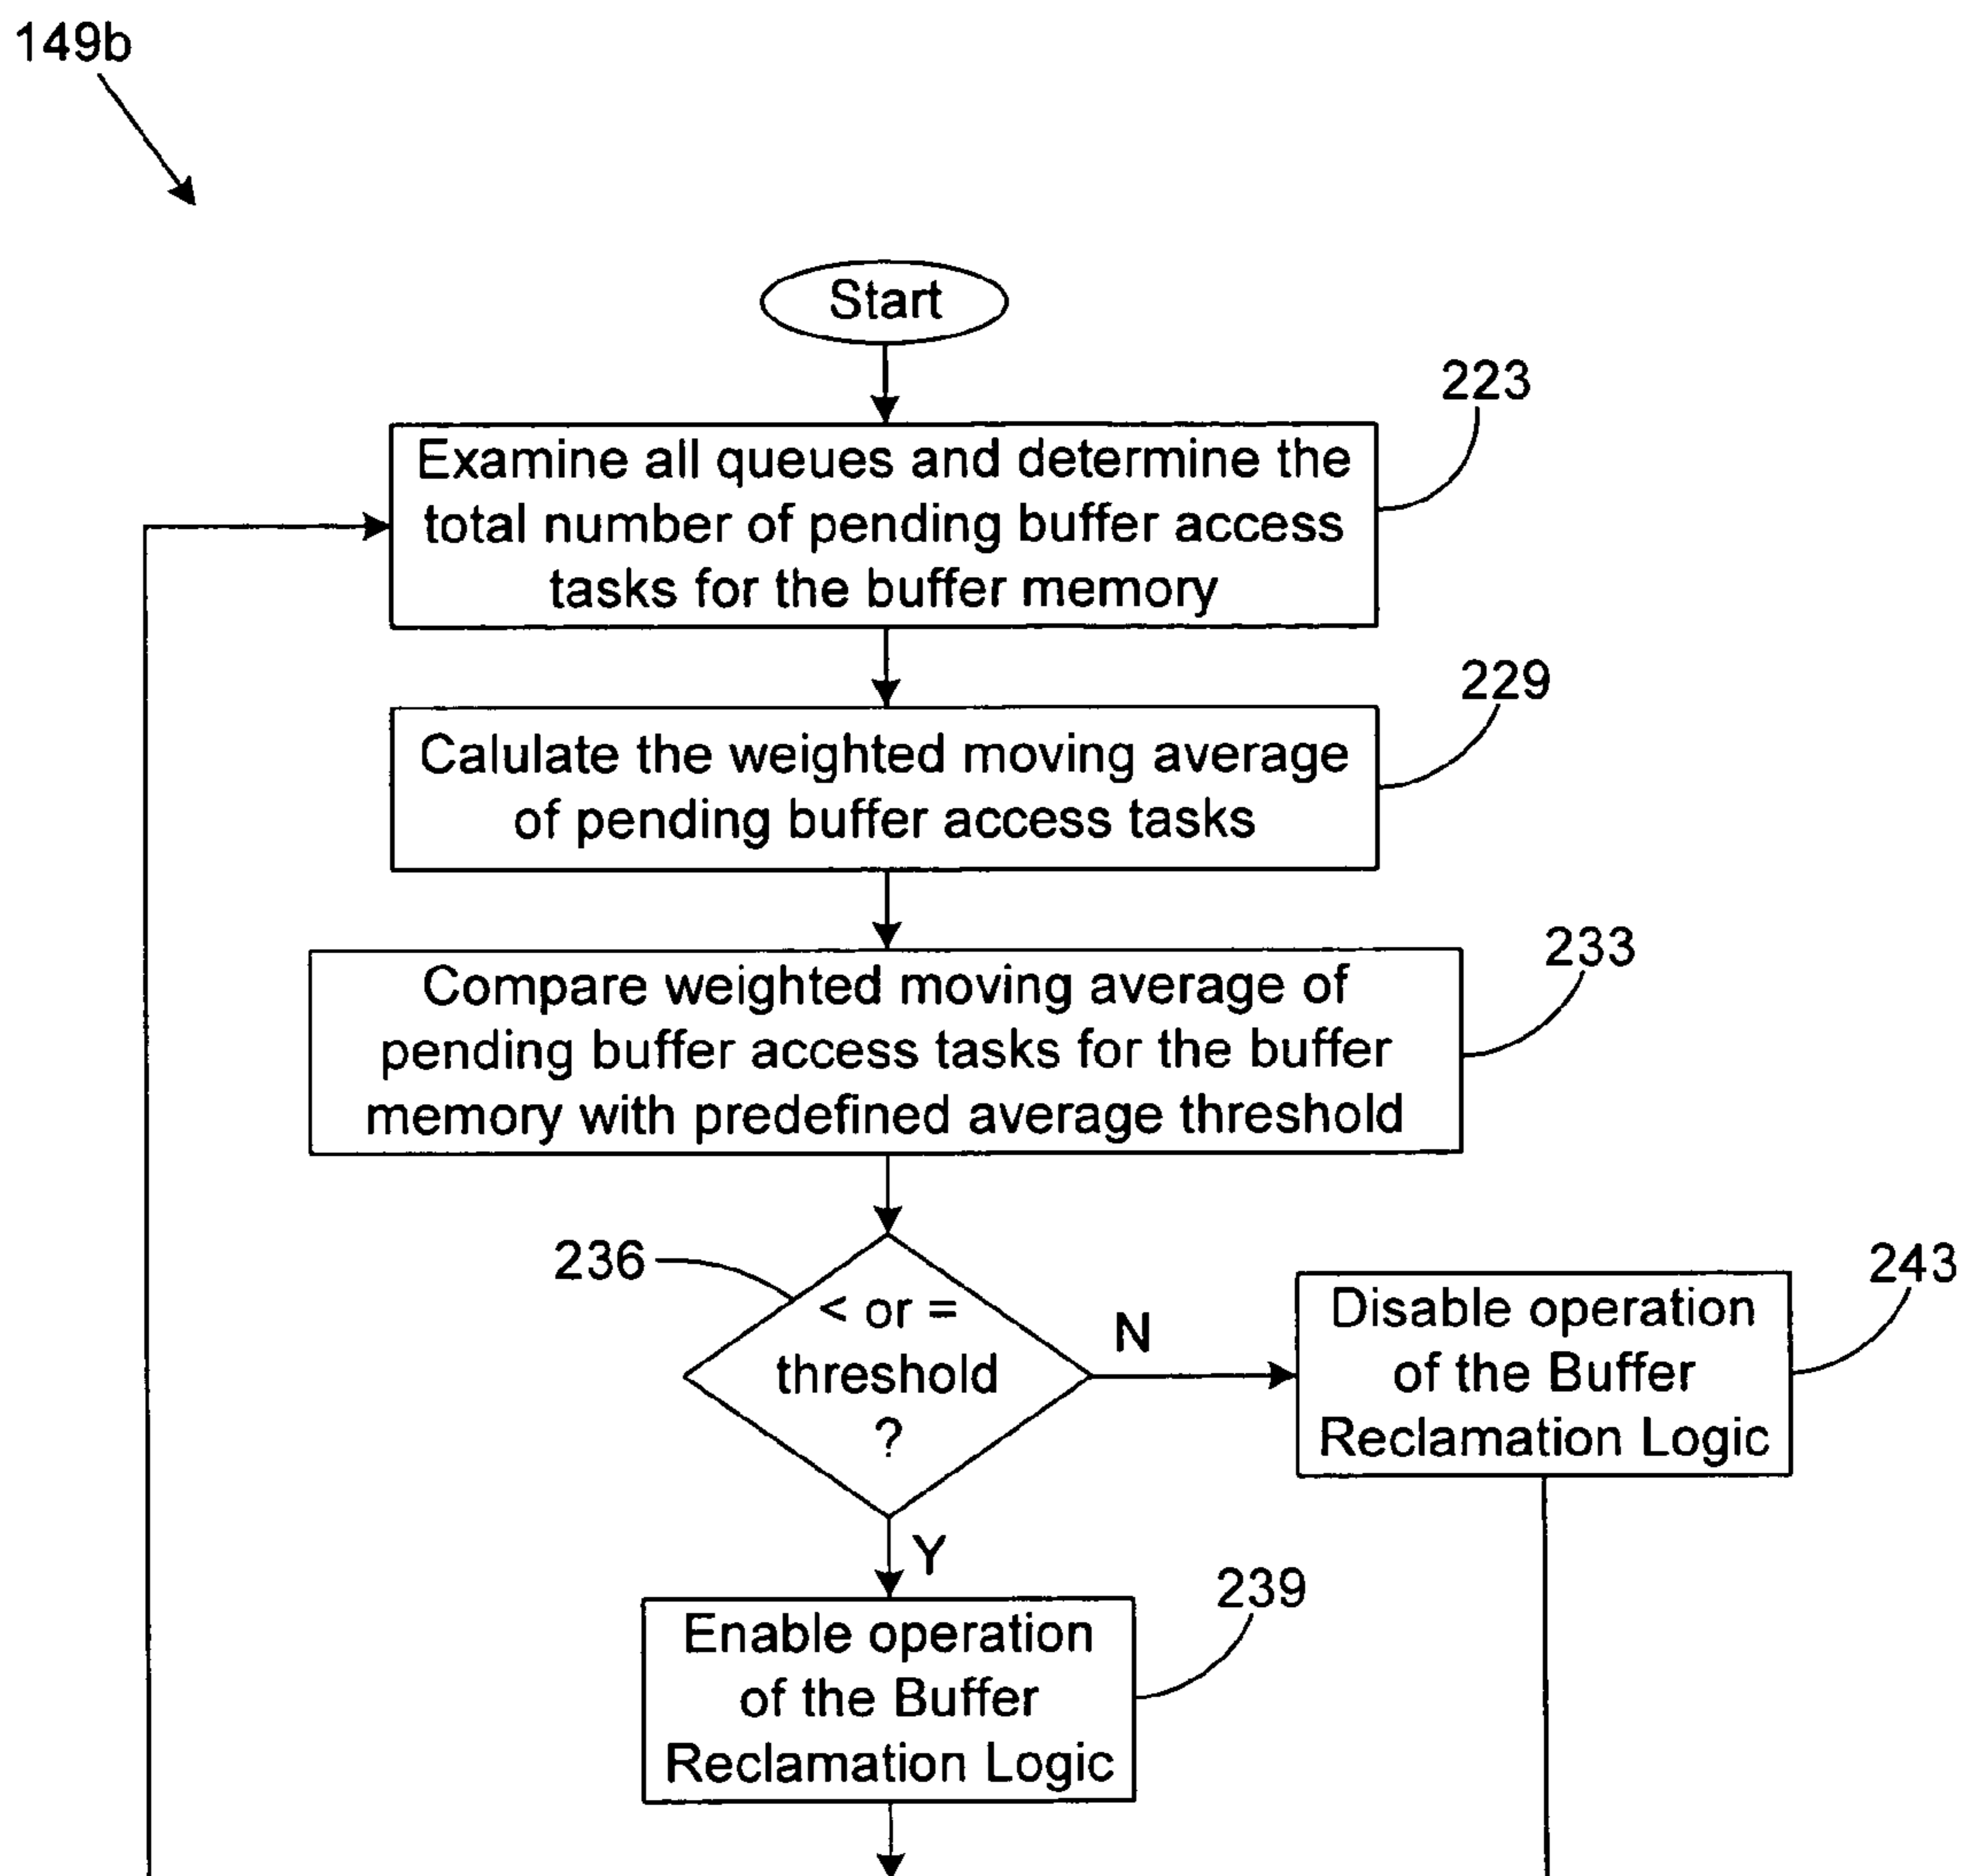 149b
Start
223
Examine all queues and determine the
total number of pending buffer access
tasks for the buffer memory
229
Calulate the weighted moving average
of pending buffer access tasks
233
Compare weighted moving average of
pending buffer access tasks for the buffer
memory with predefined average threshold
236
< or =
threshold
?
N
243
Disable operation
of the Buffer
Reclamation Logic
Y
239
Enable operation
of the Buffer
Reclamation Logic